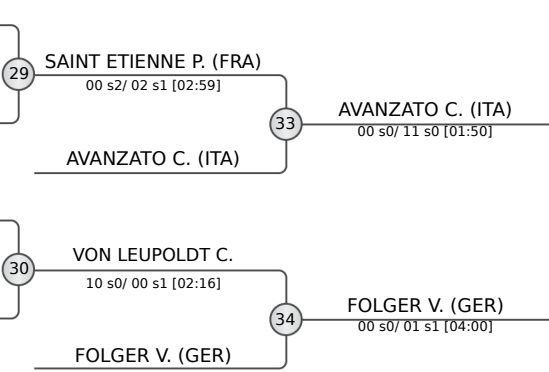 SAINT ETIENNE P. (FRA)
29
00 s2/ 02 s1 [02:59]
AVANZATO C. (ITA)
33
00 s0/ 11 s0 [01:50]
AVANZATO C. (ITA)
VON LEUPOLDT C.
30
10 s0/ 00 s1 [02:16]
FOLGER V. (GER)
34
00 s0/ 01 s1 [04:00]
FOLGER V. (GER)